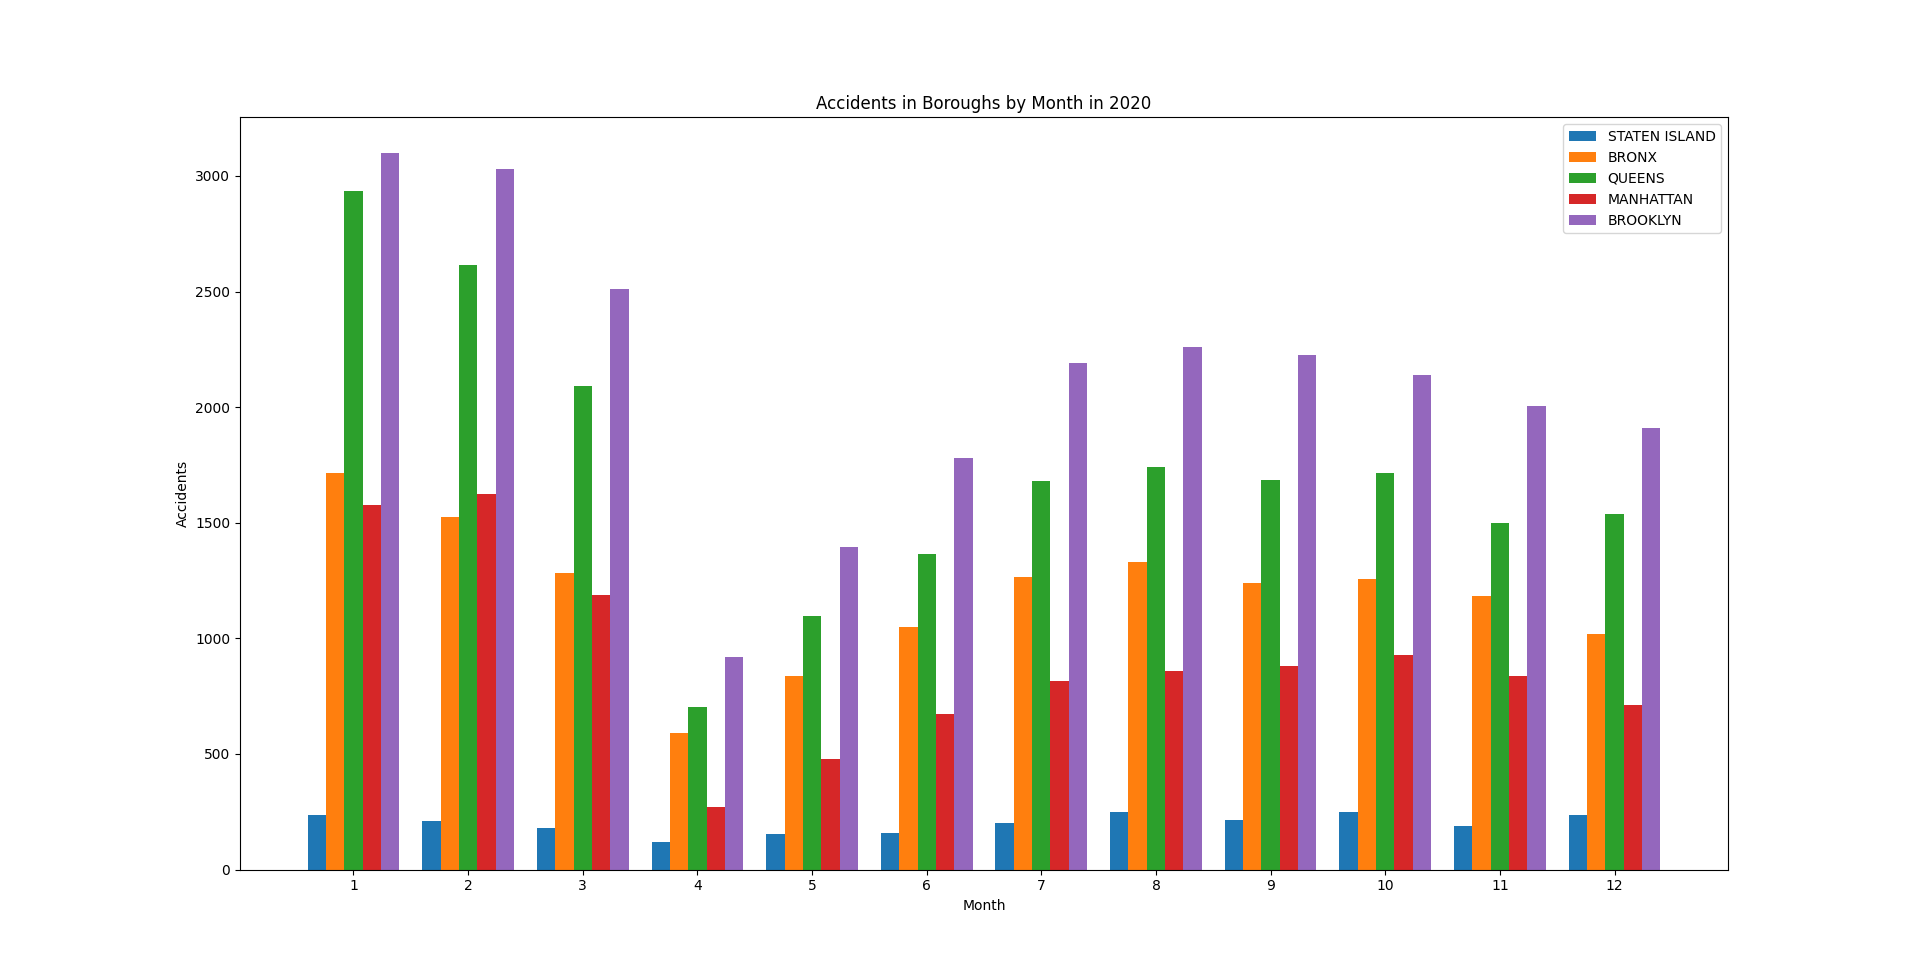 Accidents in Boroughs by Month in 2020
STATEN ISLAND
BRONX
QUEENS
MANHATTAN
BROOKLYN
3000
2500
2000
1500
1000
500
0
Accidents
1 2 3 4 5 6 7 8 9 10 11 12
Month